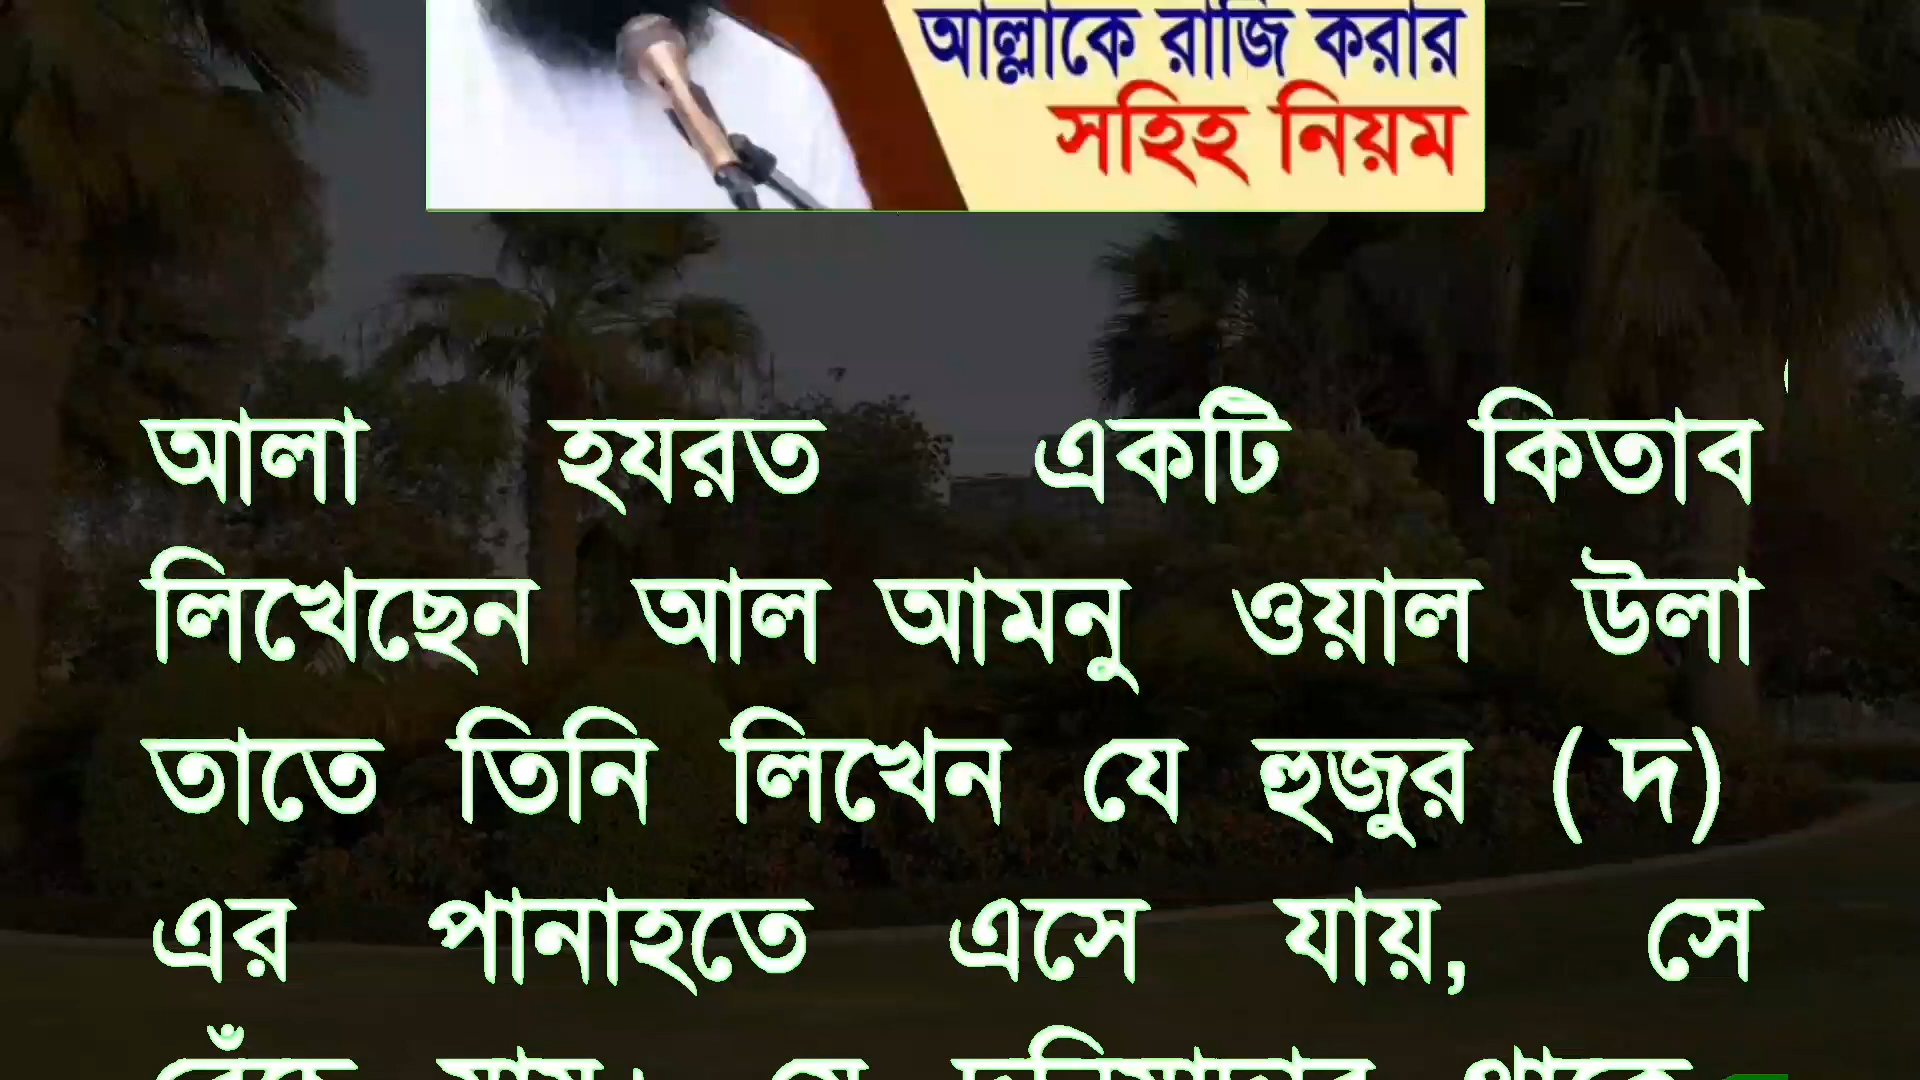 আল্লাকে রাজি করার
সহিহ নিয়ম
আলা হযরত একটি কিতাব
লিখেছেন আল আমনু ওয়াল উলা
তাতে তিনি লিখেন যে হুজুর ( দ)
এর পানাহতে এসে যায়, সে